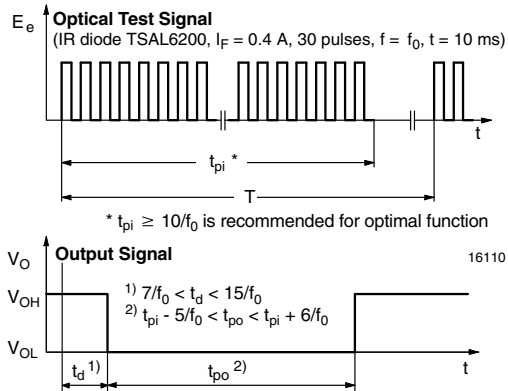 E_e Optical Test Signal
(IR diode TSAL6200, I_F = 0.4 A, 30 pulses, f = f_0, t = 10 ms)
t
t_pi *
T
* t_pi ≥ 10/f_0 is recommended for optimal function
V_O Output Signal 16110
V_OH
1) 7/f_0 < t_d < 15/f_0
2) t_pi - 5/f_0 < t_po < t_pi + 6/f_0
V_OL
t_d 1) t_po 2) t